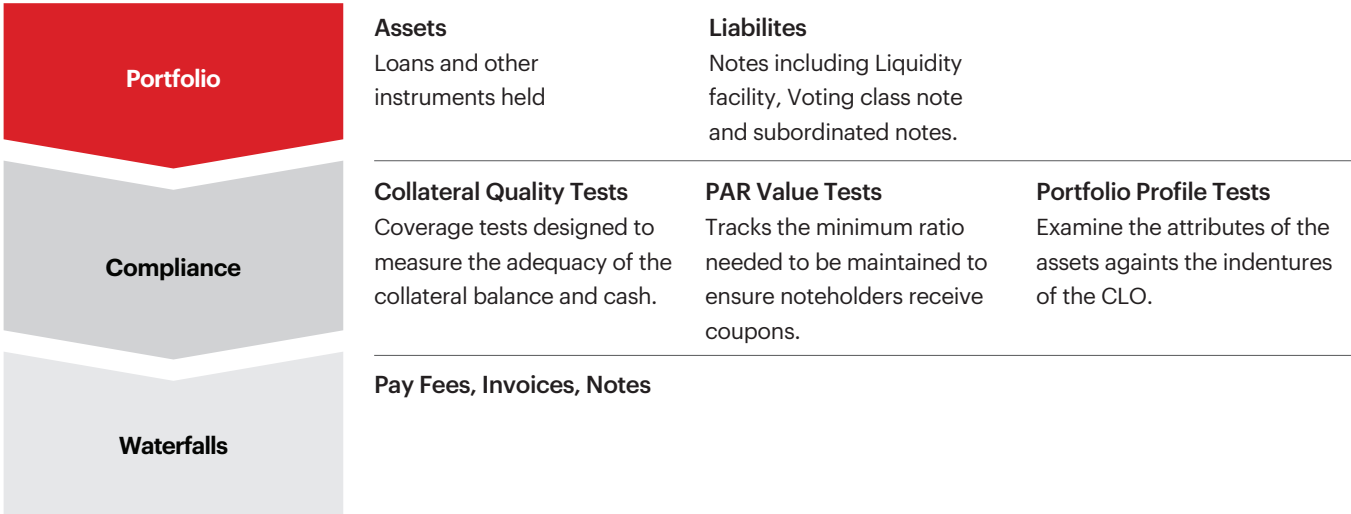 Portfolio
Assets
Loans and other
instruments held
Liabilites
Notes including Liquidity
facility, Voting class note
and subordinated notes.
Compliance
Collateral Quality Tests
Coverage tests designed to
measure the adequacy of the
collateral balance and cash.
PAR Value Tests
Tracks the minimum ratio
needed to be maintained to
ensure noteholders receive
coupons.
Portfolio Profile Tests
Examine the attributes of the
assets againts the indentures
of the CLO.
Waterfalls
Pay Fees, Invoices, Notes